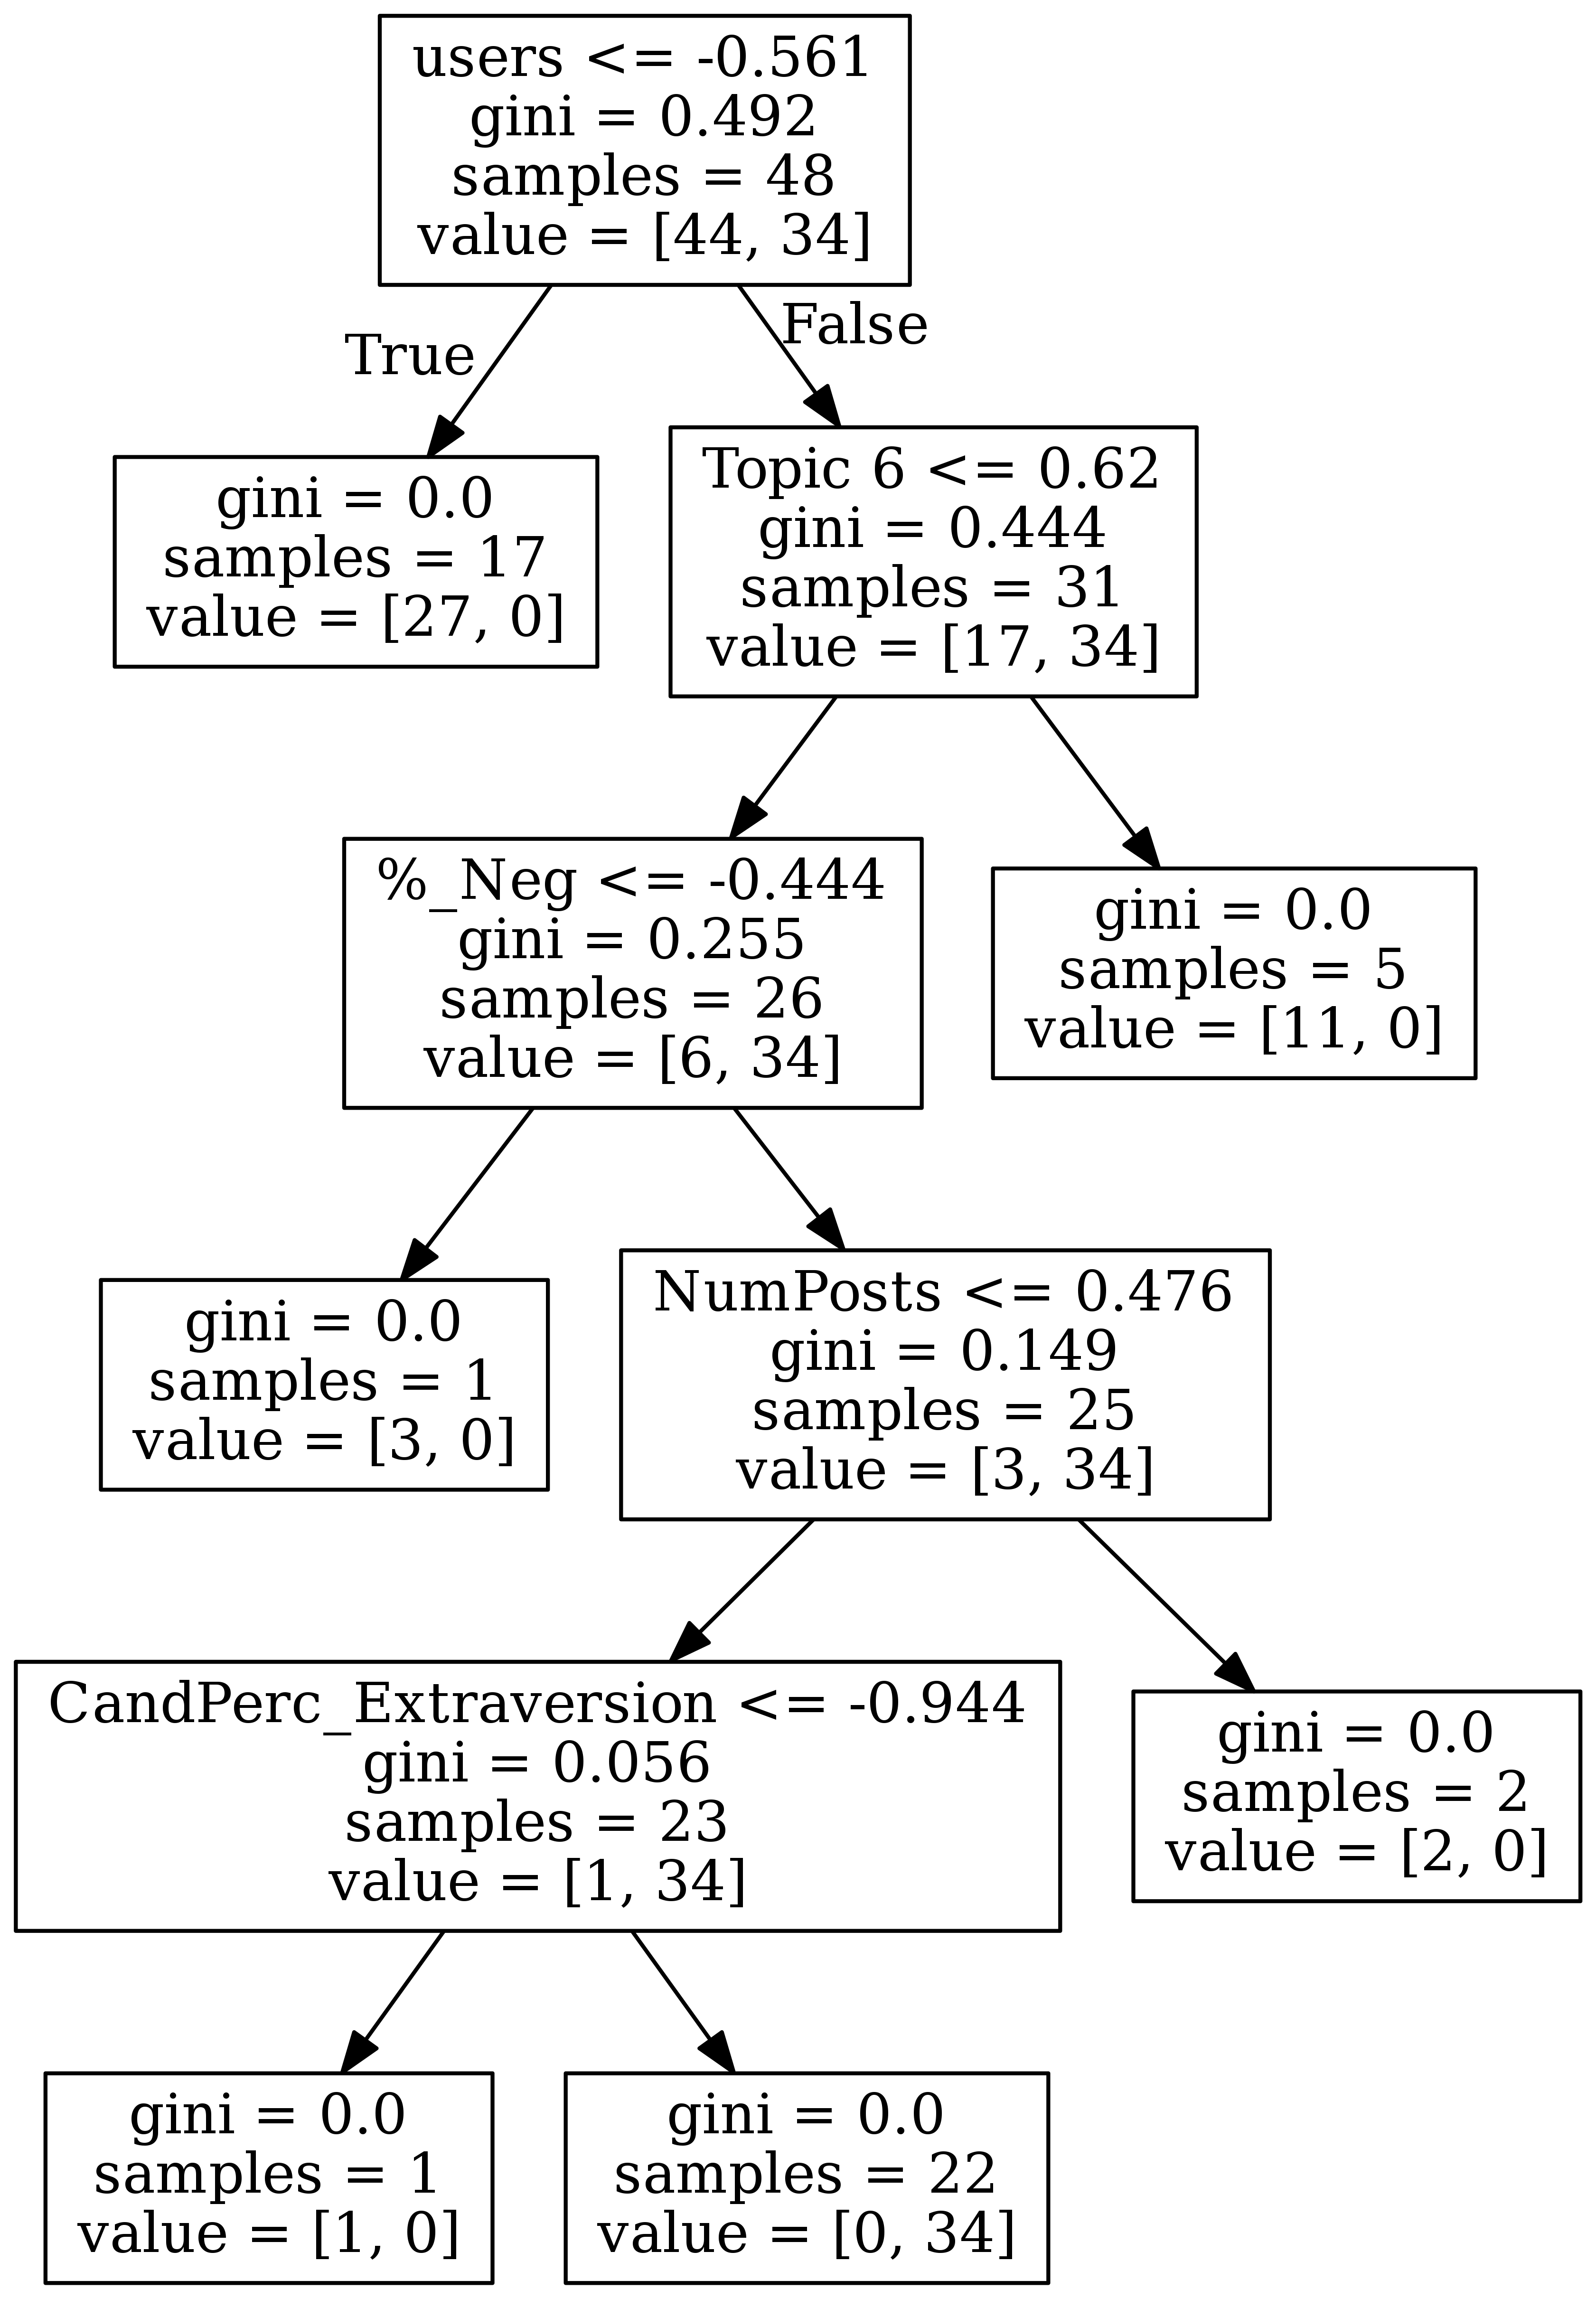 users <= -0.561
gini = 0.492
samples = 48
value = [44, 34]
True
False
gini = 0.0
samples = 17
value = [27, 0]
Topic 6 <= 0.62
gini = 0.444
samples = 31
value = [17, 34]
%_Neg <= -0.444
gini = 0.255
samples = 26
value = [6, 34]
gini = 0.0
samples = 5
value = [11, 0]
gini = 0.0
samples = 1
value = [3, 0]
NumPosts <= 0.476
gini = 0.149
samples = 25
value = [3, 34]
CandPerc_Extraversion <= -0.944
gini = 0.056
samples = 23
value = [1, 34]
gini = 0.0
samples = 2
value = [2, 0]
gini = 0.0
samples = 1
value = [1, 0]
gini = 0.0
samples = 22
value = [0, 34]